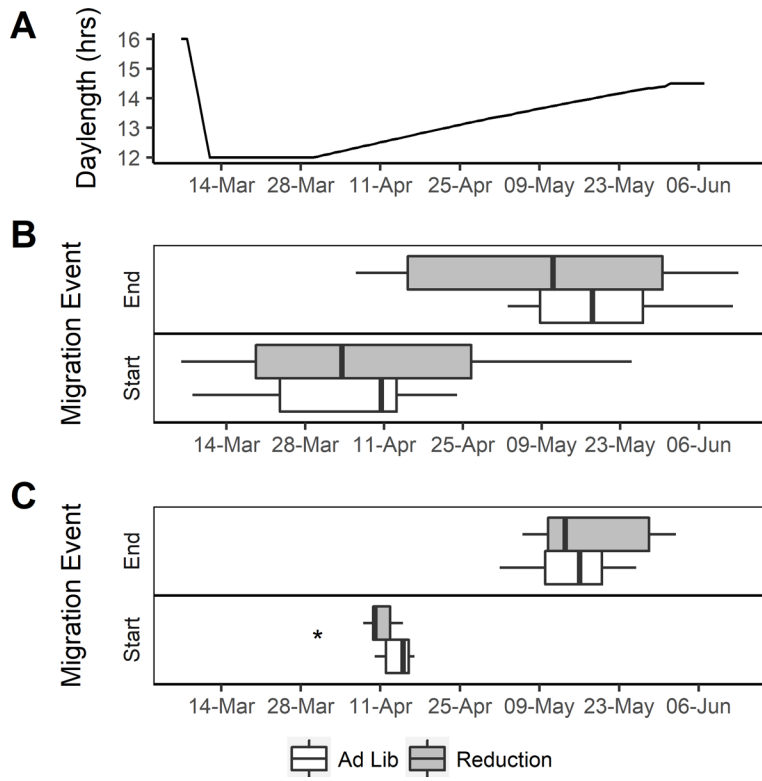 A
Daylength (hrs)
16
15
14
13
12
14-Mar 28-Mar 11-Apr 25-Apr 09-May 23-May 06-Jun
B
Migration Event
End
Start
14-Mar 28-Mar 11-Apr 25-Apr 09-May 23-May 06-Jun
C
Migration Event
End
Start
*
14-Mar 28-Mar 11-Apr 25-Apr 09-May 23-May 06-Jun
Ad Lib Reduction